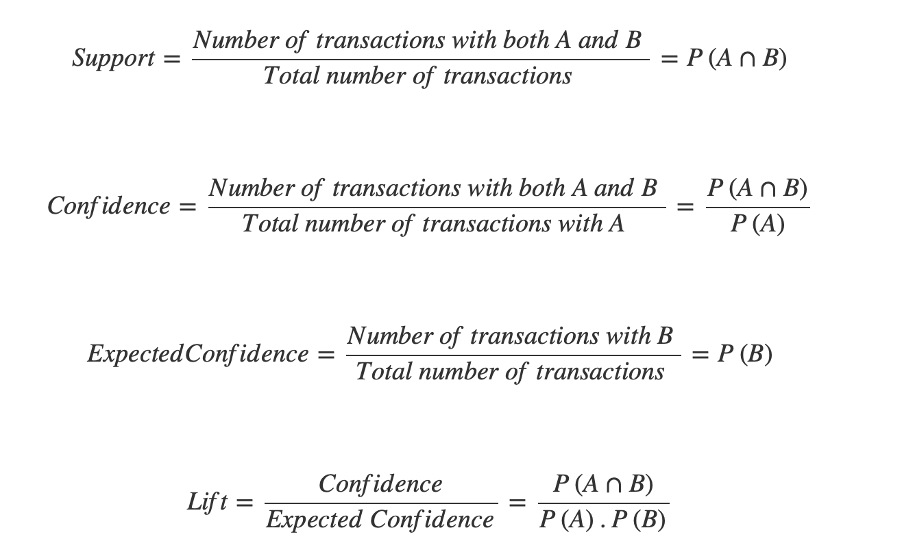 Support = Number of transactions with both A and B / Total number of transactions = P (A ∩ B)
Confidence = Number of transactions with both A and B / Total number of transactions with A = P (A ∩ B) / P (A)
ExpectedConfidence = Number of transactions with B / Total number of transactions = P (B)
Lift = Confidence / Expected Confidence = P (A ∩ B) / P (A) . P (B)